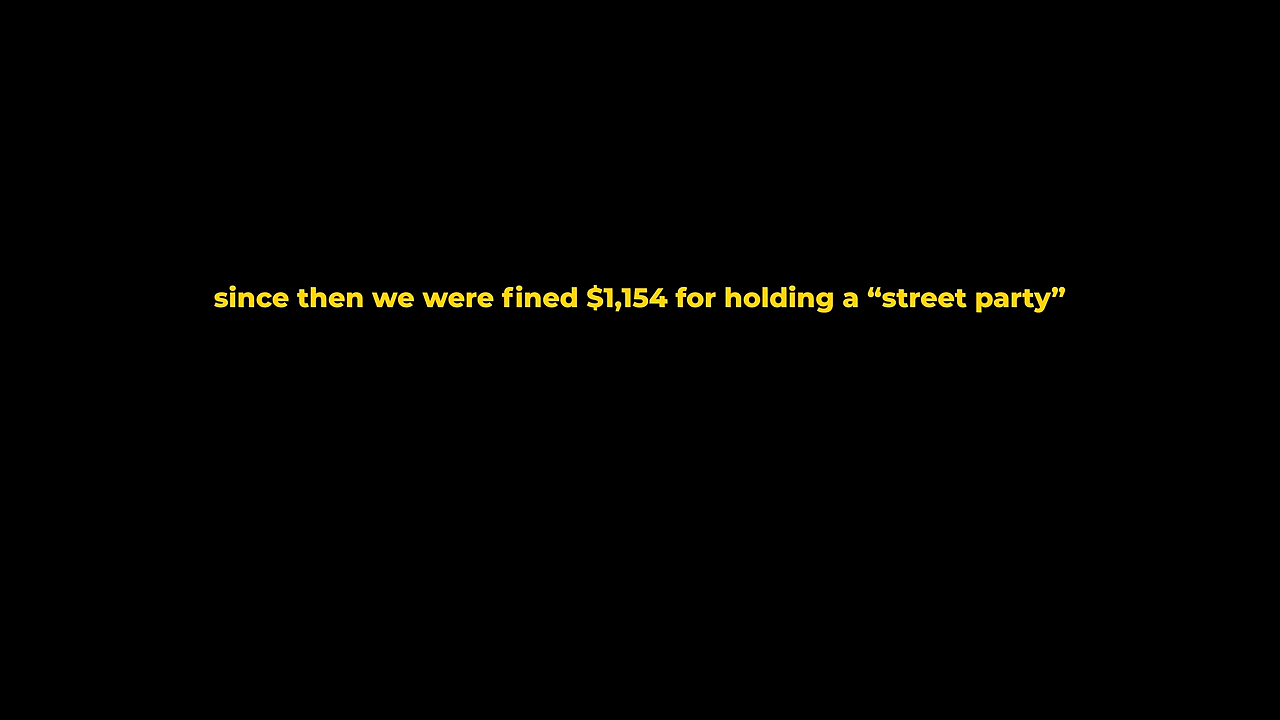 since then we were fined $1,154 for holding a “street party”